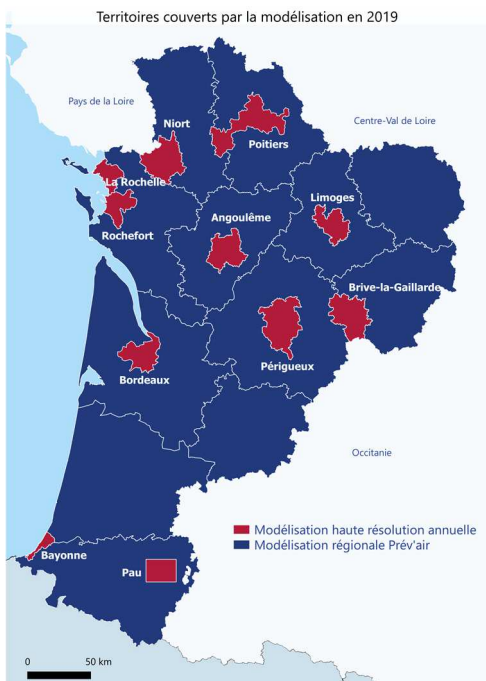 Territoires couverts par la modélisation en 2019
Pays de la Loire
Centre-Val de Loire
Niort
Poitiers
La Rochelle
Limoges
Angoulême
Rochefort
Brive-la-Gaillarde
Périgueux
Bordeaux
Occitanie
Modélisation haute résolution annuelle
Modélisation régionale Prév'air
Bayonne
Pau
0 50 km